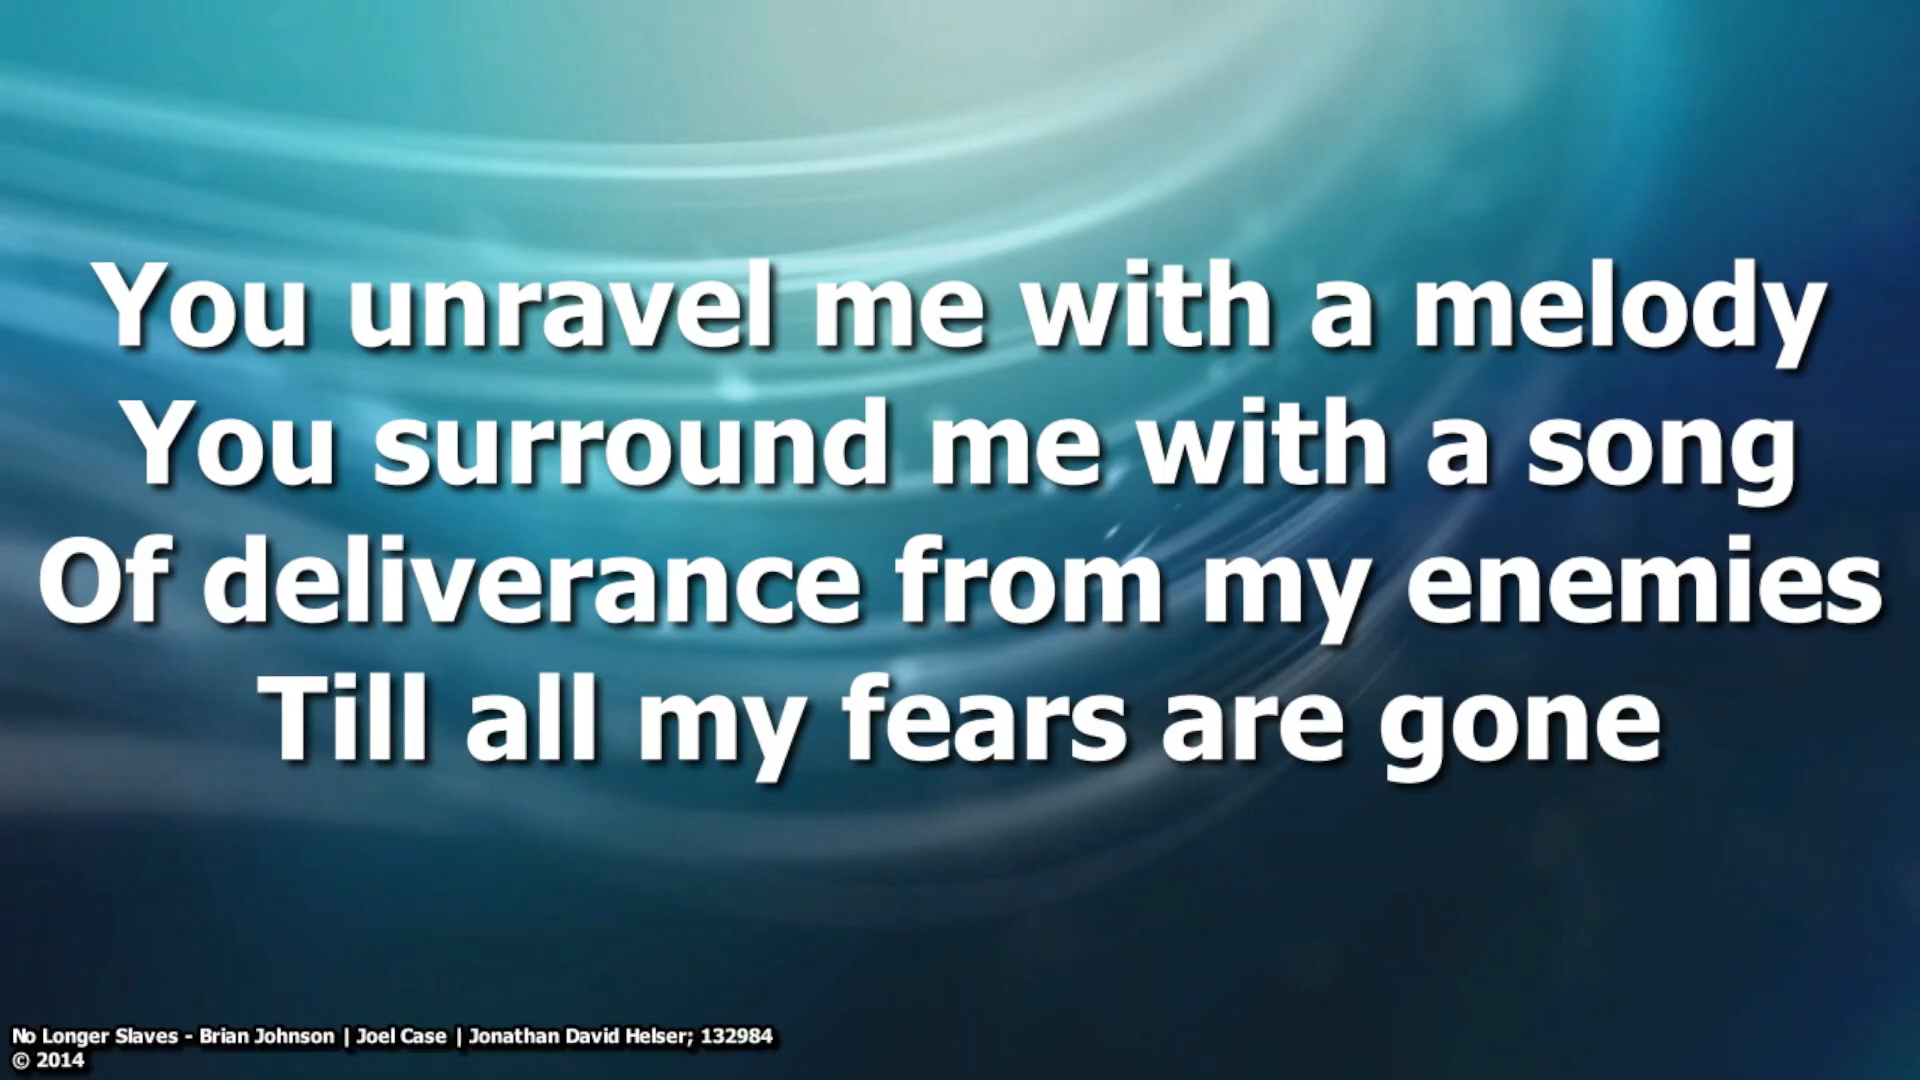 You unravel me with a melody
You surround me with a song
Of deliverance from my enemies
Till all my fears are gone
No Longer Slaves - Brian Johnson | Joel Case | Jonathan David Helser; 132984
© 2014